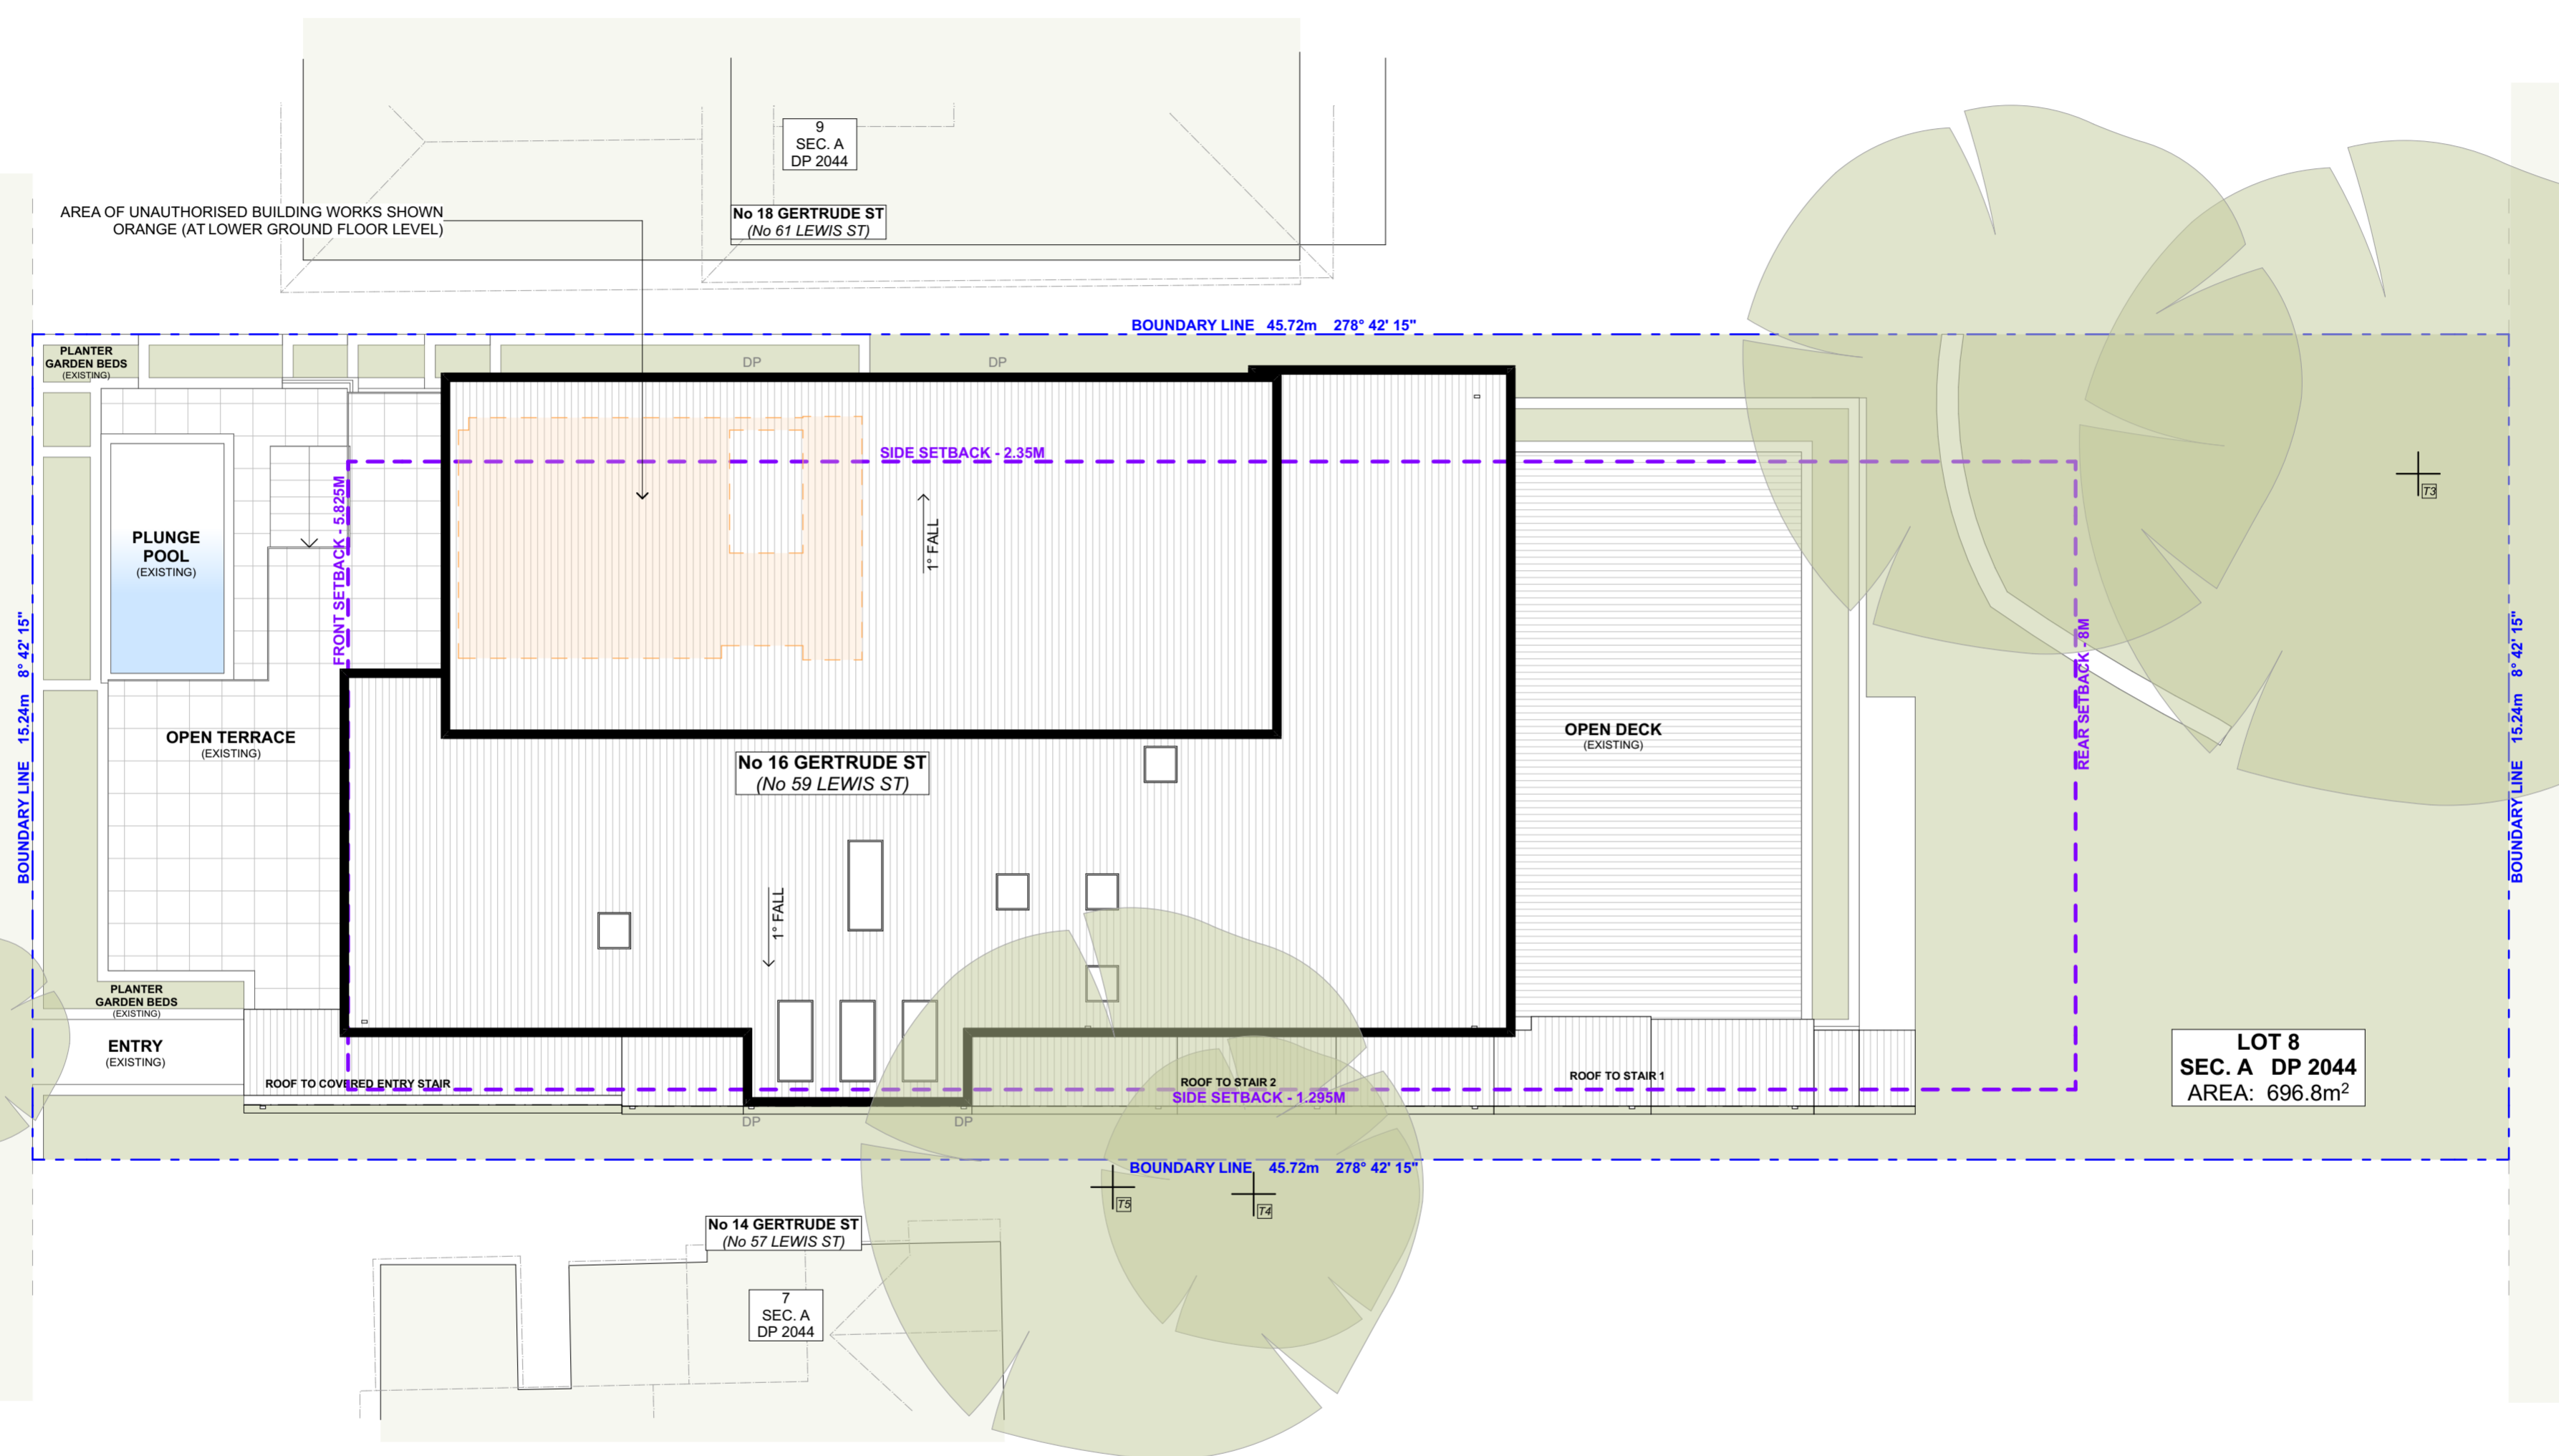 9
SEC. A
DP 2044
AREA OF UNAUTHORISED BUILDING WORKS SHOWN
ORANGE (AT LOWER GROUND FLOOR LEVEL)
No 18 GERTRUDE ST
(No 61 LEWIS ST)
BOUNDARY LINE 45.72m 278° 42' 15"
PLANTER
GARDEN BEDS
(EXISTING)
DP
DP
SIDE SETBACK - 2.35M
T3
FRONT SETBACK - 5.825M
PLUNGE
POOL
(EXISTING)
1° FALL
BOUNDARY LINE 15.24m 8° 42' 15"
REAR SETBACK - 8M
BOUNDARY LINE 15.24m 8° 42' 15"
OPEN TERRACE
(EXISTING)
OPEN DECK
(EXISTING)
No 16 GERTRUDE ST
(No 59 LEWIS ST)
1° FALL
PLANTER
GARDEN BEDS
(EXISTING)
ENTRY
(EXISTING)
LOT 8
SEC. A DP 2044
AREA: 696.8m²
ROOF TO COVERED ENTRY STAIR
ROOF TO STAIR 2
ROOF TO STAIR 1
SIDE SETBACK - 1.295M
DP
DP
BOUNDARY LINE 45.72m 278° 42' 15"
T5
T4
No 14 GERTRUDE ST
(No 57 LEWIS ST)
7
SEC. A
DP 2044